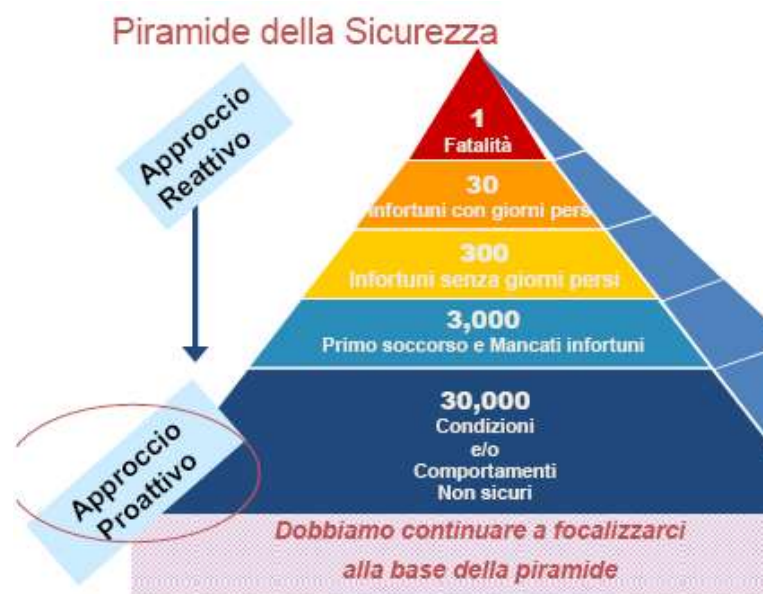 Piramide della Sicurezza
Approccio
Reattivo
1
Fatalità
30
Infortuni con giorni pers
300
Infortuni senza giorni persi
3,000
Primo soccorso e Mancati infortuni
30,000
Condizioni
e/o
Comportamenti
Non sicuri
Approccio
Proattivo
Dobbiamo continuare a focalizzarci
alla base della piramide